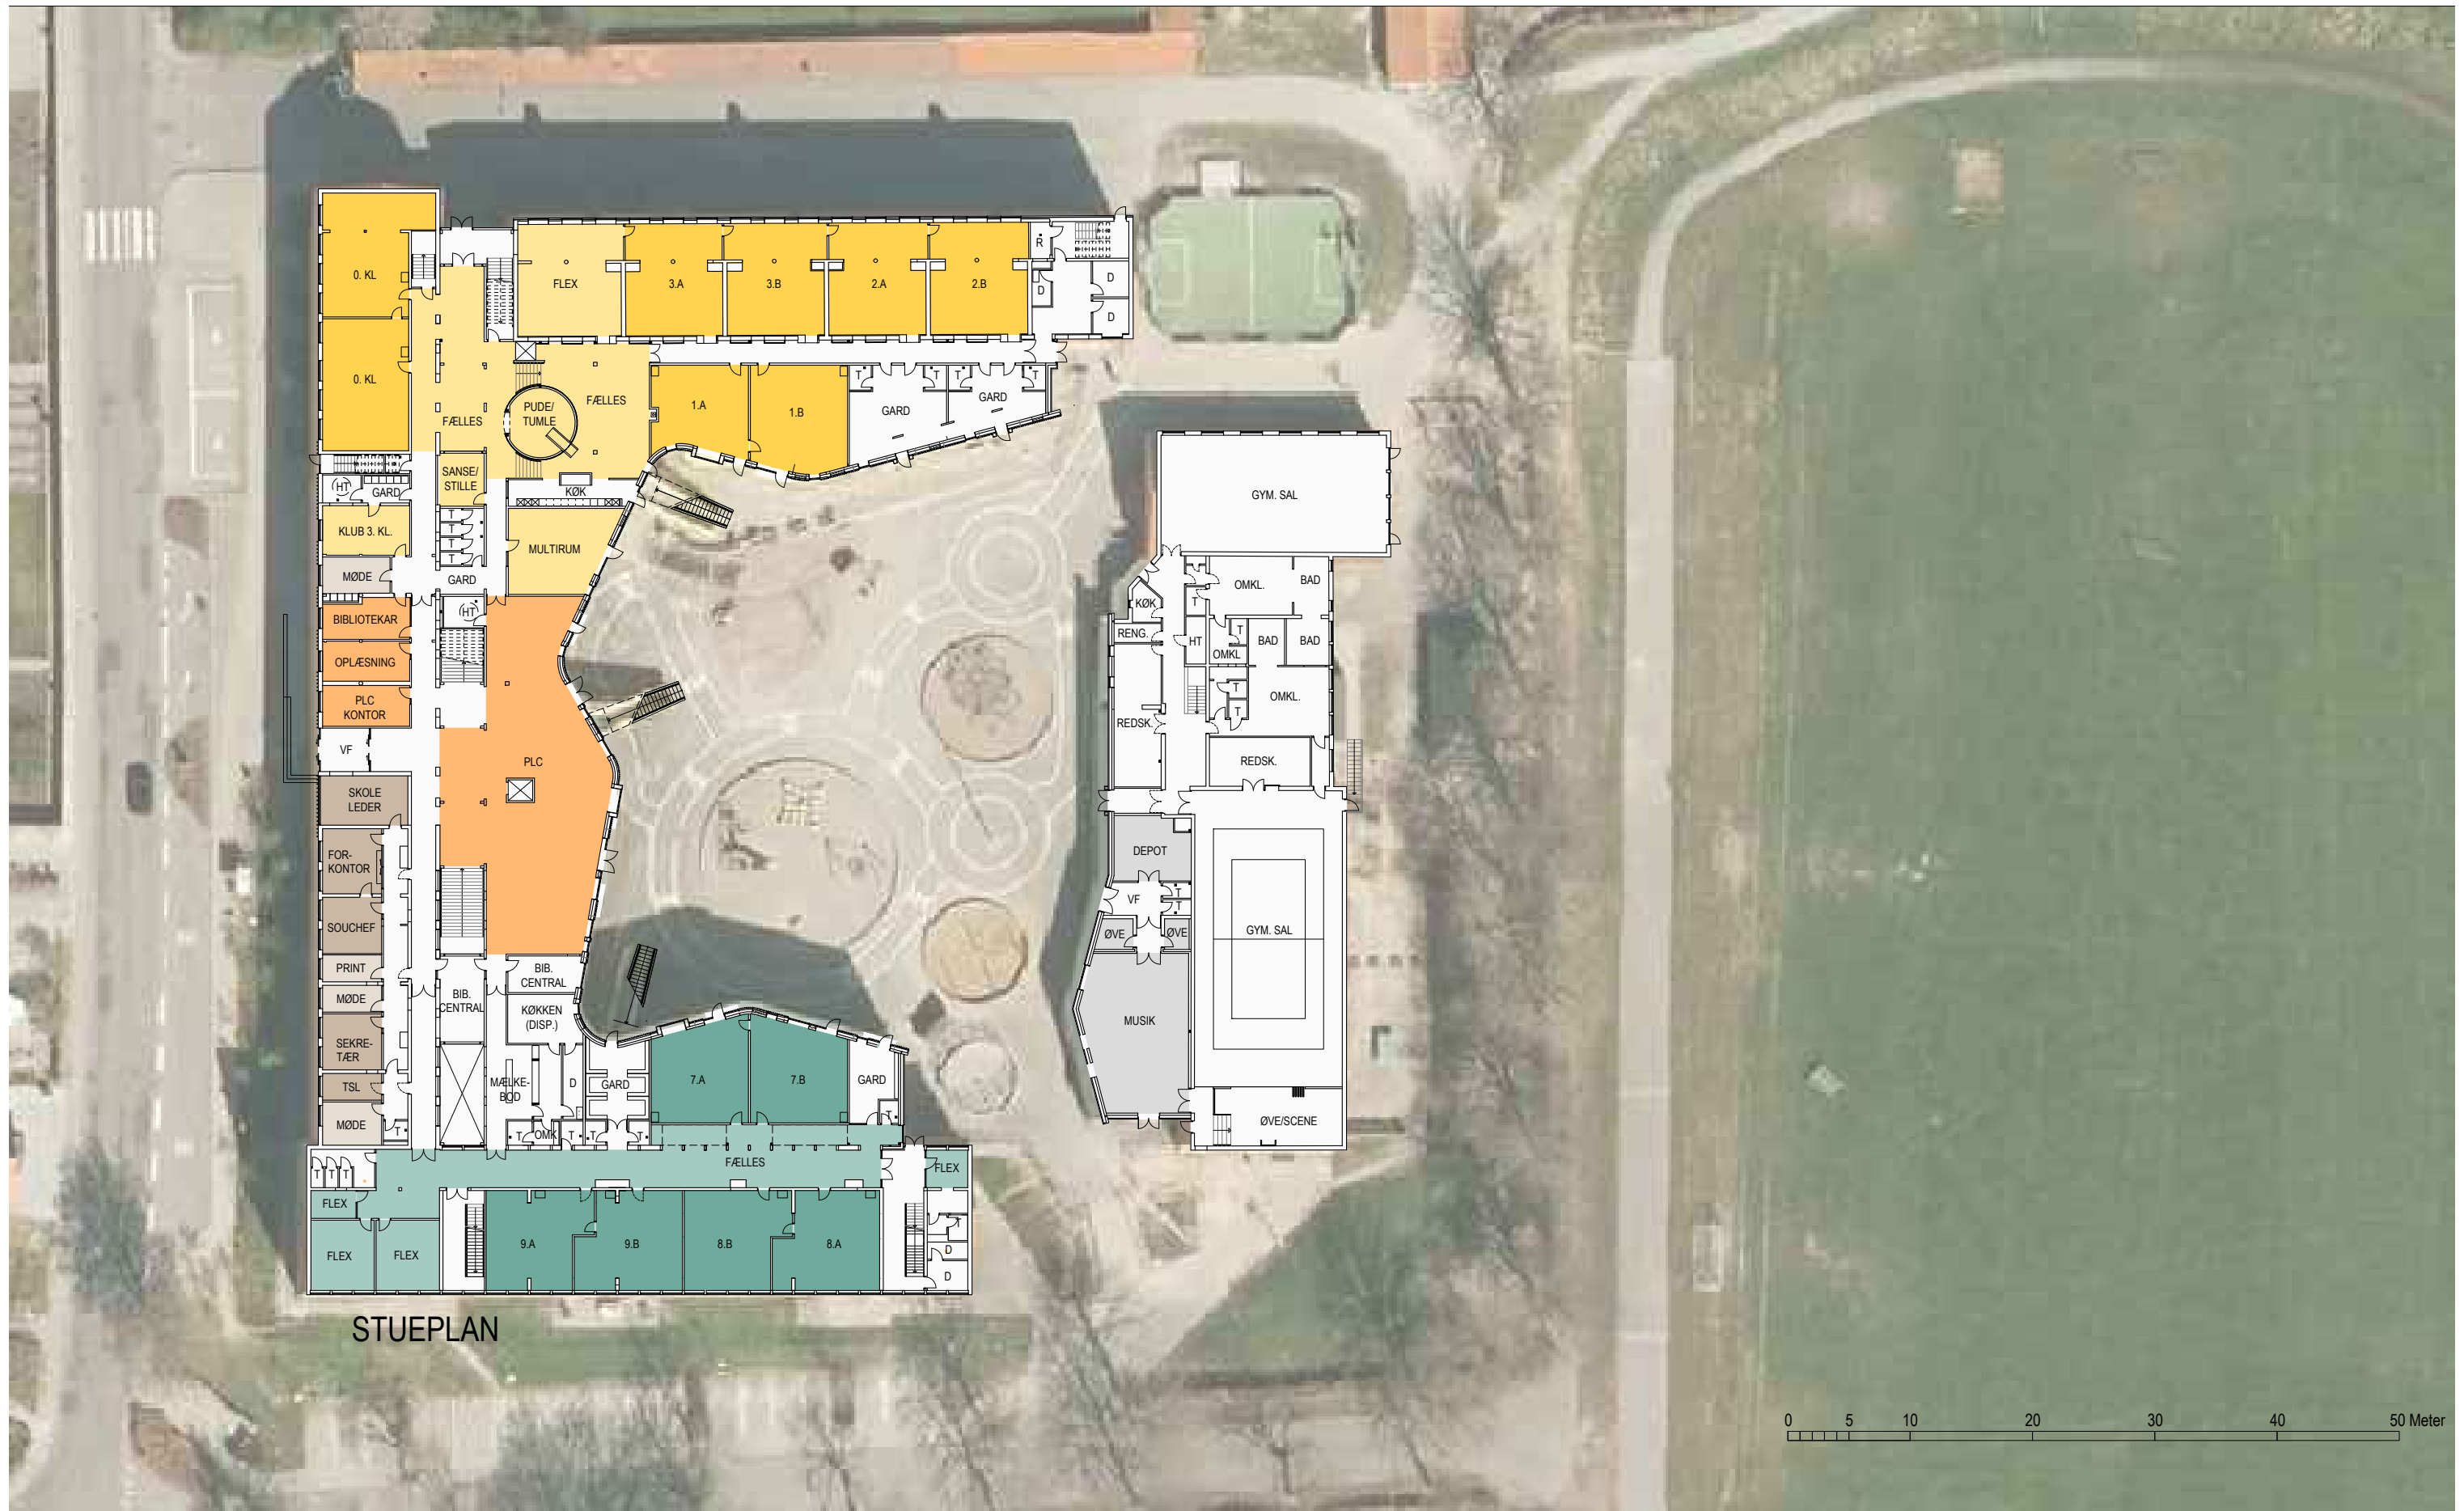 0. KL
FLEX
3.A
3.B
2.A
2.B
R
D
D
D
0. KL
PUDE/
TUMLE
FÆLLES
FÆLLES
1.A
1.B
T
T
T
T
GARD
GARD
SANSE/
STILLE
HT
GARD
KØK
KLUB 3. KL.
T
T
T
T
MULTIRUM
MØDE
GARD
BIBLIOTEKAR
HT
OPLÆSNING
PLC
KONTOR
VF
PLC
SKOLE
LEDER
FOR-
KONTOR
SOUCHEF
PRINT
MØDE
SEKRE-
TÆR
TSL
MØDE
T
BIB.
CENTRAL
BIB.
CENTRAL
KØKKEN
(DISP.)
MÆLKE-
BOD
D
GARD
T
OMK
T
T
T
7.A
7.B
GARD
T
FÆLLES
FLEX
T
T
T
FLEX
FLEX
FLEX
9.A
9.B
8.B
8.A
T
D
D
GYM. SAL
OMKL.
BAD
KØK
T
RENG.
HT
T
OMKL
BAD
BAD
T
T
OMKL.
REDSK.
REDSK.
DEPOT
VF
T
T
ØVE
ØVE
GYM. SAL
MUSIK
ØVE/SCENE
STUEPLAN
0 5 10 20 30 40 50 Meter